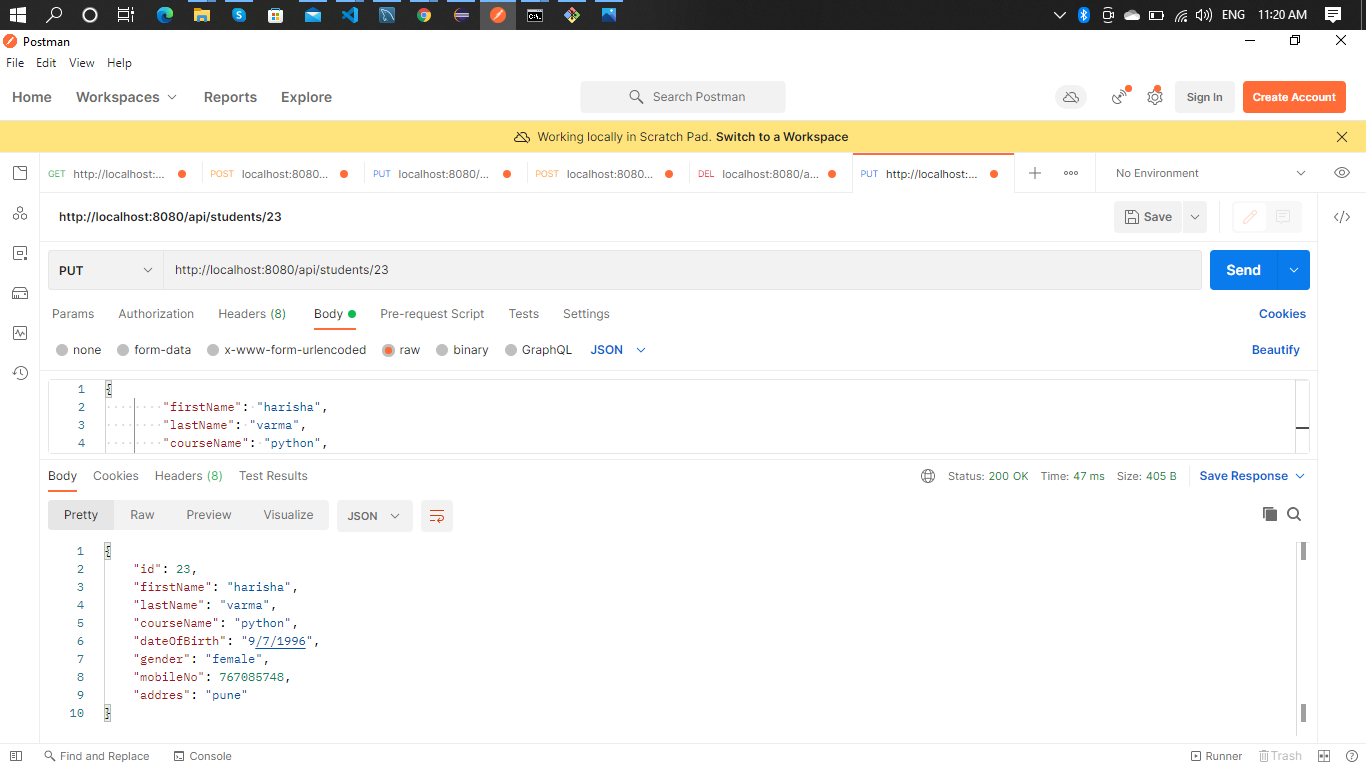 ENG 11:20 AM
Postman
File Edit View Help
Home Workspaces Reports Explore Search Postman Sign In Create Account
Working locally in Scratch Pad. Switch to a Workspace
GET http://localhost:... POST localhost:8080... PUT localhost:8080/... POST localhost:8080... DEL localhost:8080/a... PUT http://localhost:... No Environment
http://localhost:8080/api/students/23 Save
PUT http://localhost:8080/api/students/23 Send
Params Authorization Headers (8) Body Pre-request Script Tests Settings Cookies
none form-data x-www-form-urlencoded raw binary GraphQL JSON Beautify
1 {
2 "firstName": "harisha",
3 "lastName": "varma",
4 "courseName": "python",
Body Cookies Headers (8) Test Results Status: 200 OK Time: 47 ms Size: 405 B Save Response
Pretty Raw Preview Visualize JSON
1 {
2 "id": 23,
3 "firstName": "harisha",
4 "lastName": "varma",
5 "courseName": "python",
6 "dateOfBirth": "9/7/1996",
7 "gender": "female",
8 "mobileNo": 767085748,
9 "addres": "pune"
10 }
Find and Replace Console Runner Trash